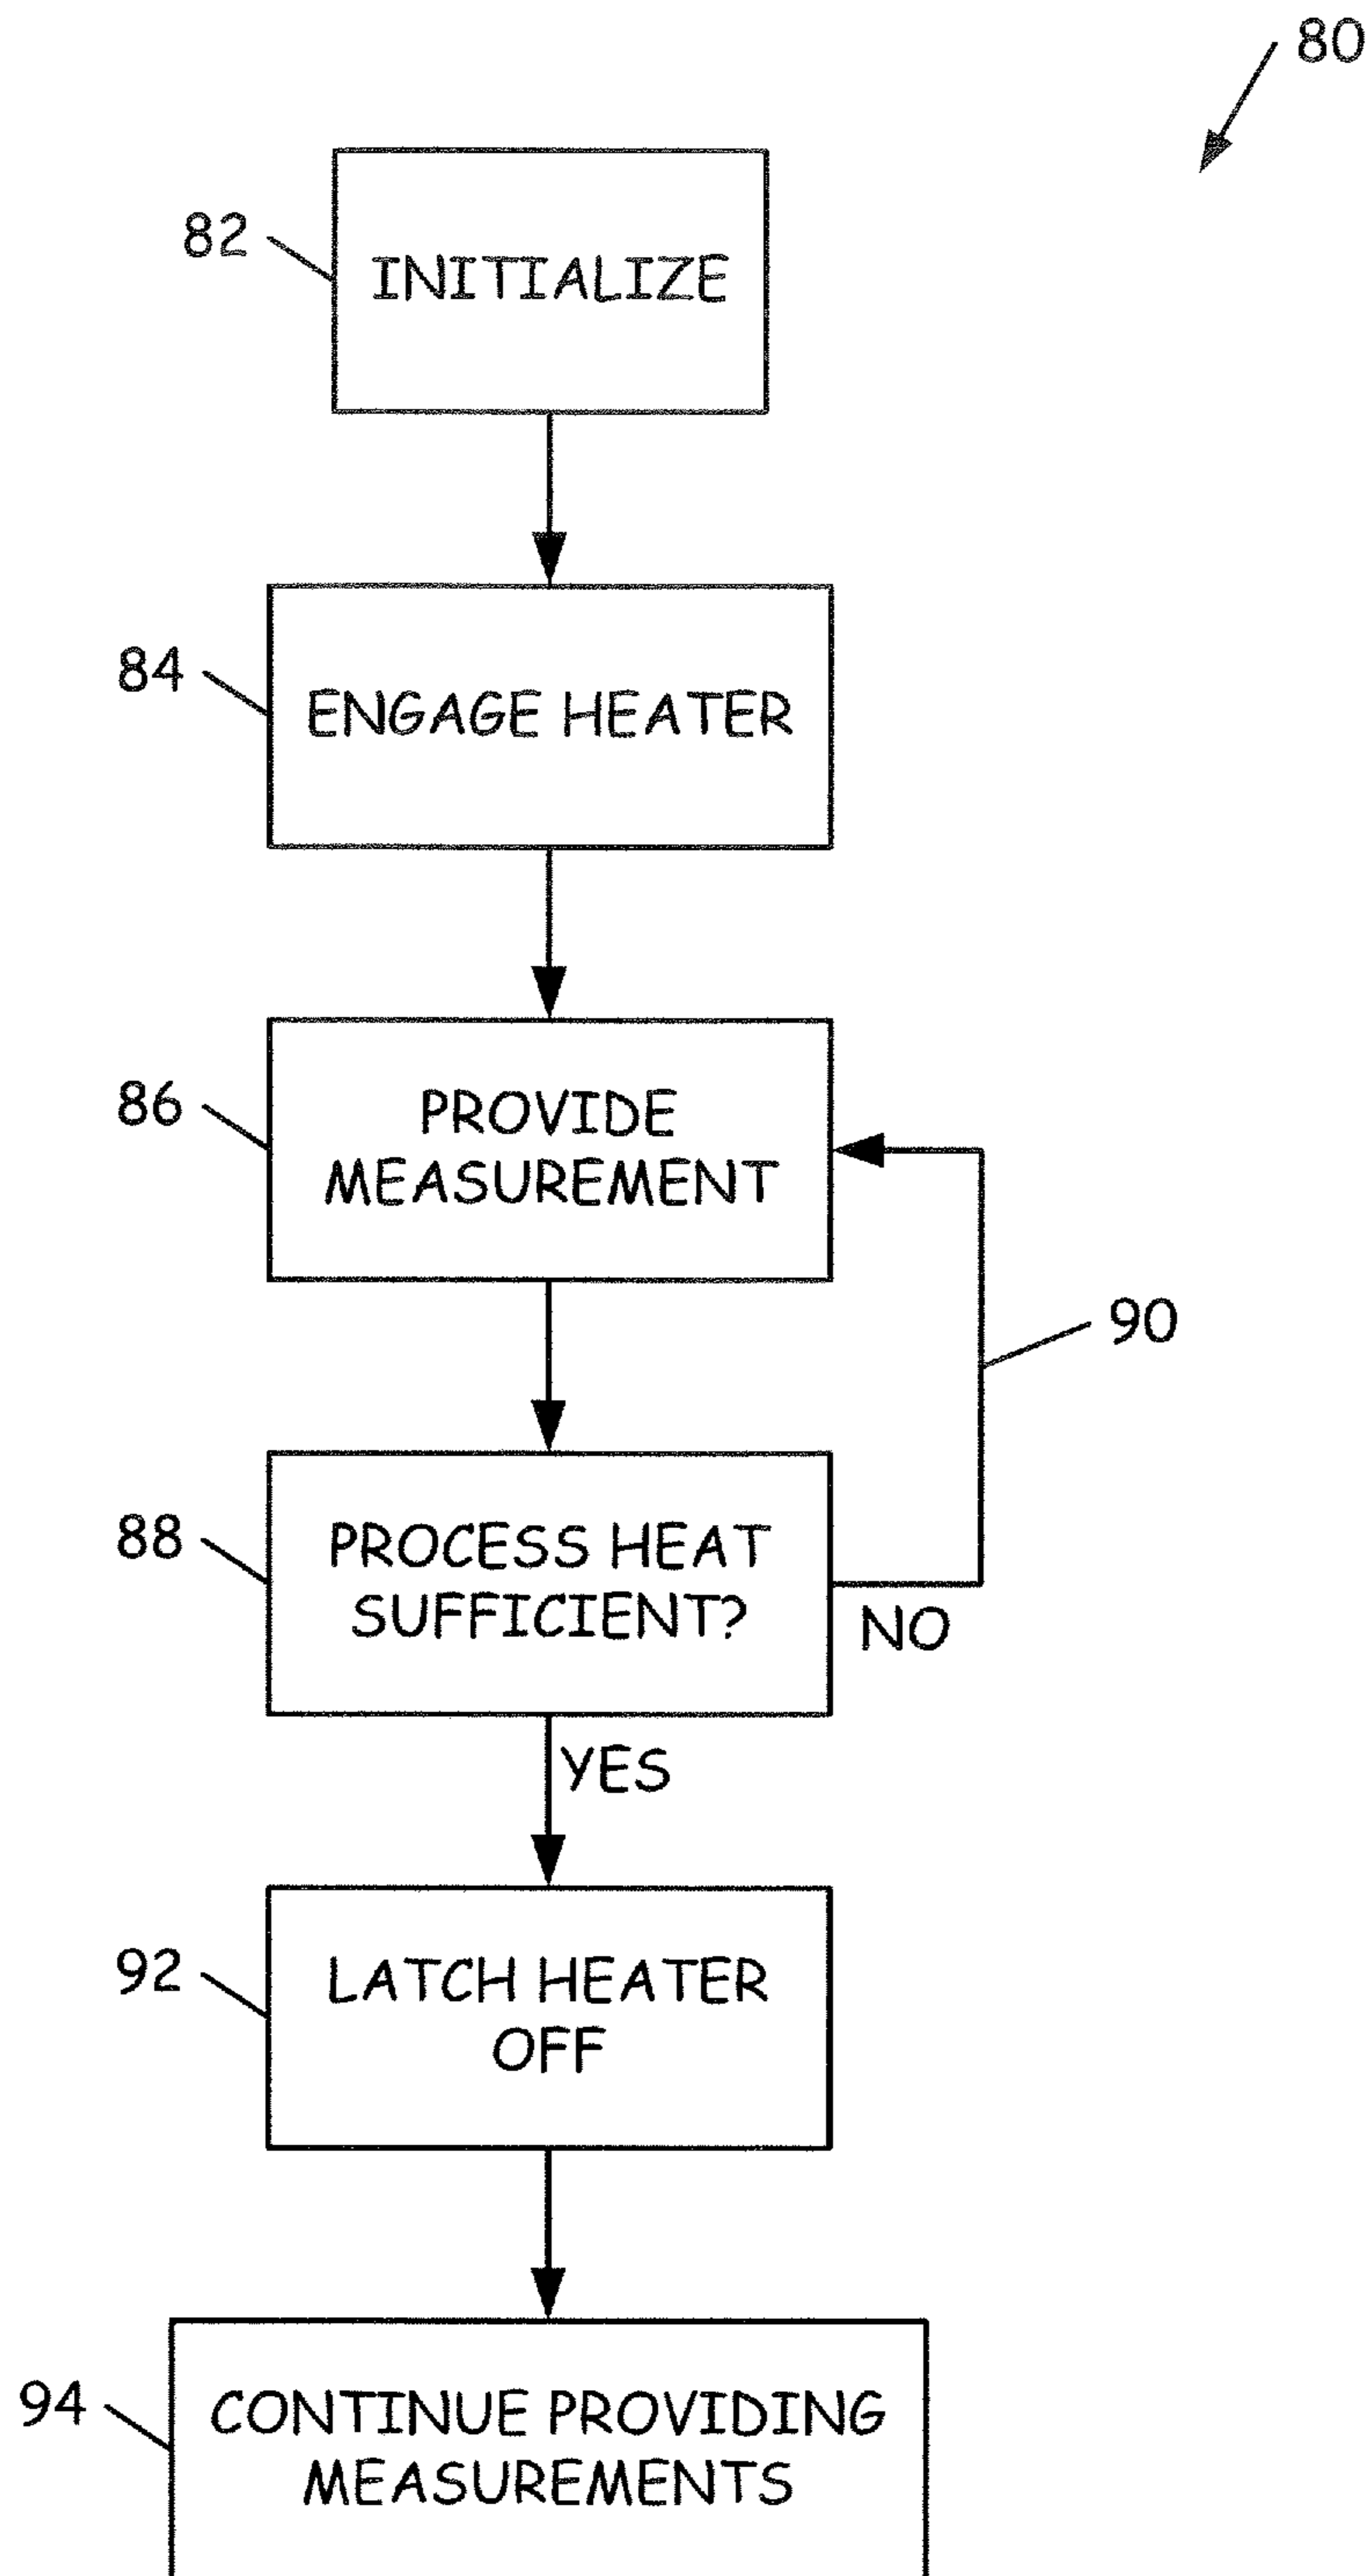 80
82
INITIALIZE
84
ENGAGE HEATER
86
PROVIDE
MEASUREMENT
90
88
PROCESS HEAT
SUFFICIENT?
NO
YES
92
LATCH HEATER
OFF
94
CONTINUE PROVIDING
MEASUREMENTS